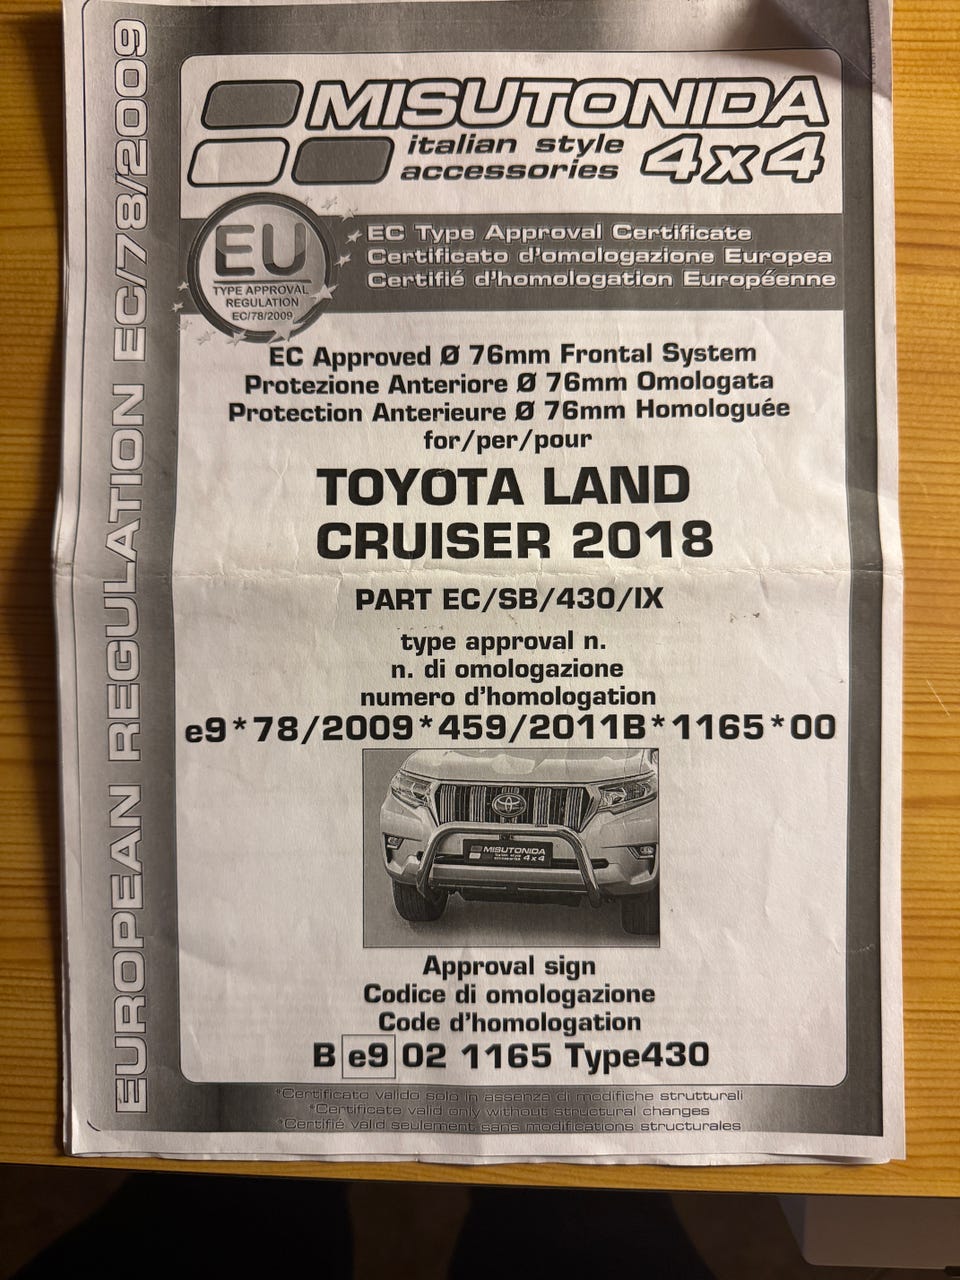 EUROPEAN REGULATION EC/78/2009
MISUTONIDA
italian style
accessories
4x4
EU
TYPE APPROVAL
REGULATION
EC/78/2009
EC Type Approval Certificate
Certificato d'omologazione Europea
Certifié d'homologation Européenne
EC Approved Ø 76mm Frontal System
Protezione Anteriore Ø 76mm Omologata
Protection Anterieure Ø 76mm Homologuée
for/per/pour
TOYOTA LAND
CRUISER 2018
PART EC/SB/430/IX
type approval n.
n. di omologazione
numero d'homologation
e9*78/2009*459/2011B*1165*00
MISUTONIDA
4x4
Approval sign
Codice di omologazione
Code d'homologation
B e9 02 1165 Type430
*Certificato valido solo in assenza di modifiche strutturali
*Certificate valid only without structural changes
*Certifié valid seulement sans modifications structurales